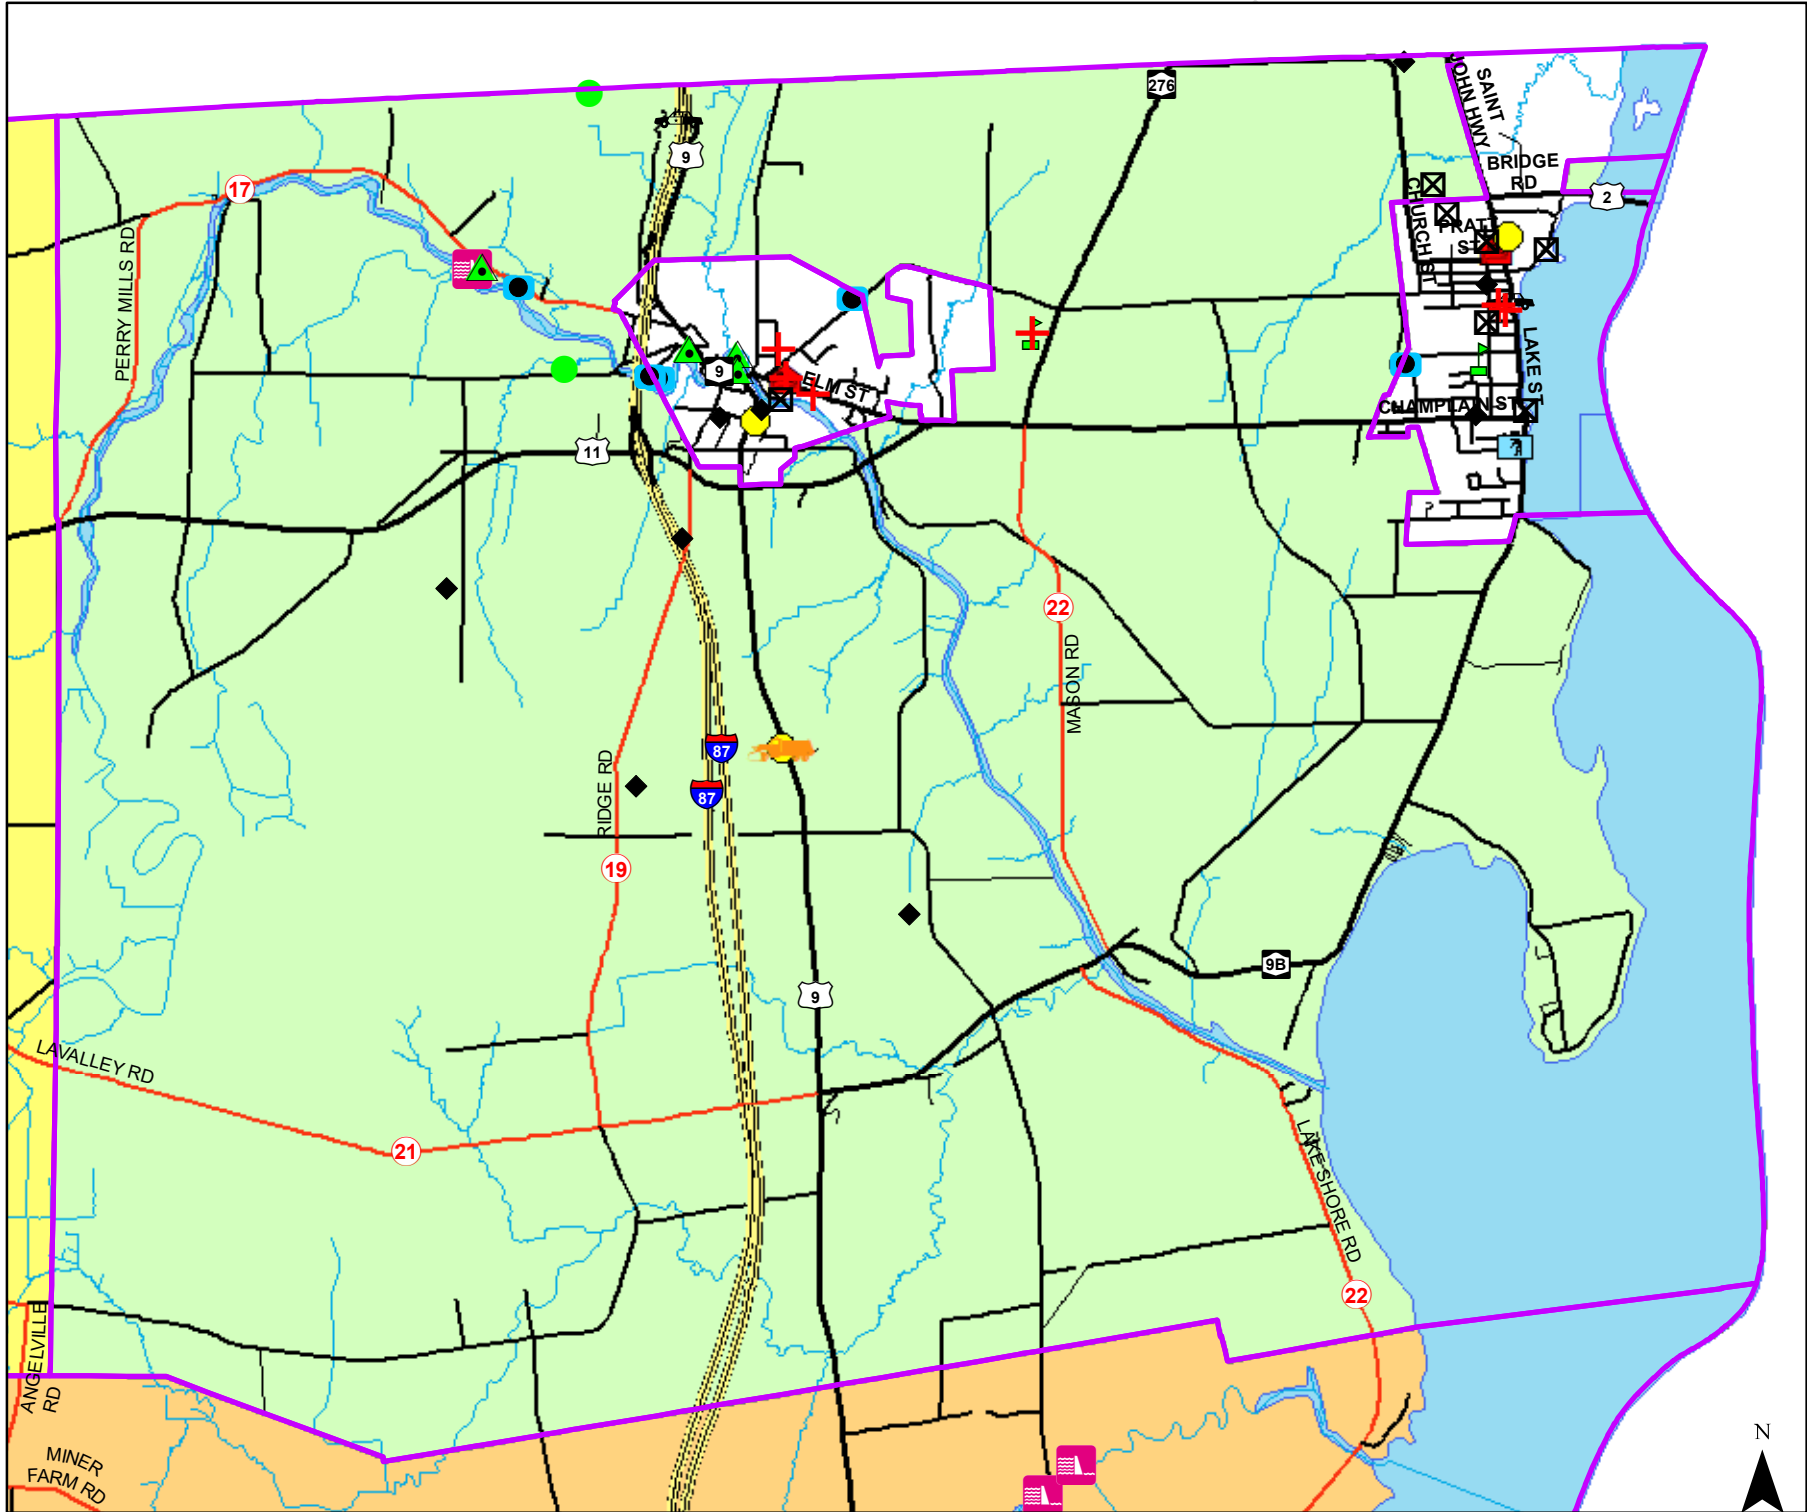 SAINT
JOHN HWY
276
9
BRIDGE
RD
2
17
CHURCH ST
PRATT
ST
PERRY MILLS RD
LAKE ST
9
ELM ST
CHAMPLAIN ST
11
22
MASON RD
87
RIDGE RD
87
19
9B
9
LAVALLEY RD
21
LAKE SHORE RD
22
ANGELVILLE
RD
MINER
FARM RD
N